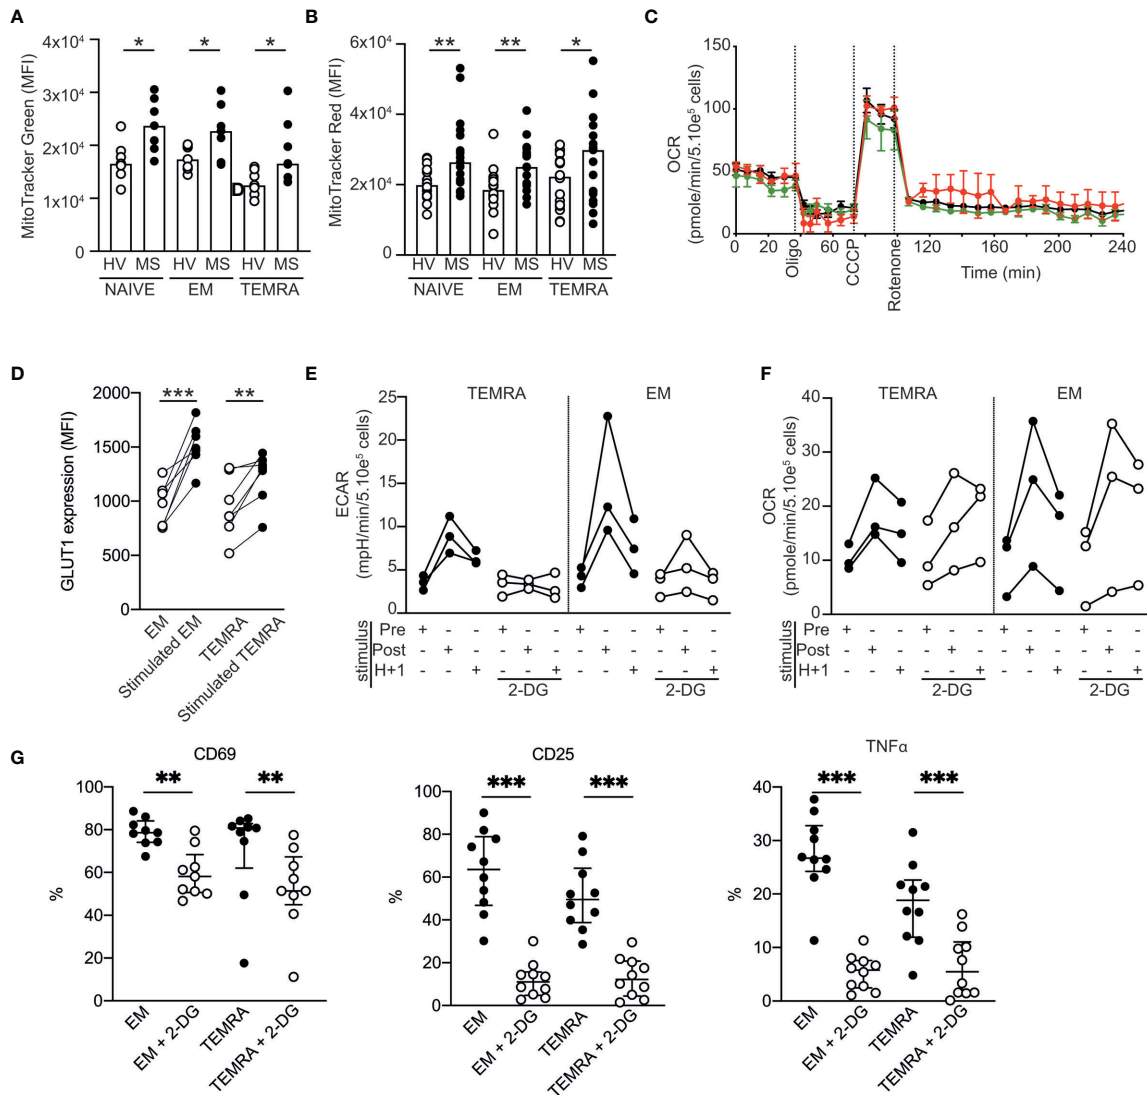 A
MitoTracker Green (MFI)
4x10⁴
3x10⁴
2x10⁴
1x10⁴
0
* * *
HV MS HV MS HV MS
NAIVE EM TEMRA
D
B
MitoTracker Red (MFI)
6x10⁴
4x10⁴
2x10⁴
0
** ** *
HV MS HV MS HV MS
NAIVE EM TEMRA
C
OCR
(pmole/min/5.10e⁵ cells)
150
100
50
0
0 20 60 120 160 200 240
Oligo
CCCP
Rotenone
Time (min)
D
GLUT1 expression (MFI)
2000
1500
1000
500
0
*** **
EM
Stimulated EM
TEMRA
Stimulated TEMRA
E
TEMRA EM
ECAR
(mpH/min/5.10e⁵ cells)
25
20
15
10
5
0
stimulus
Pre + - - + - - + - - + - -
Post - + - - + - - + - - + -
H+1 - - + - - + - - + - - +
2-DG 2-DG
F
TEMRA EM
OCR
(pmole/min/5.10e⁵ cells)
40
30
20
10
0
stimulus
Pre + - - + - - + - - + - -
Post - + - - + - - + - - + -
H+1 - - + - - + - - + - - +
2-DG 2-DG
G
CD69
%
100
80
60
40
20
0
** **
EM
EM + 2-DG
TEMRA
TEMRA + 2-DG
CD25
%
100
80
60
40
20
0
*** ***
EM
EM + 2-DG
TEMRA
TEMRA + 2-DG
TNFα
%
40
30
20
10
0
*** ***
EM
EM + 2-DG
TEMRA
TEMRA + 2-DG